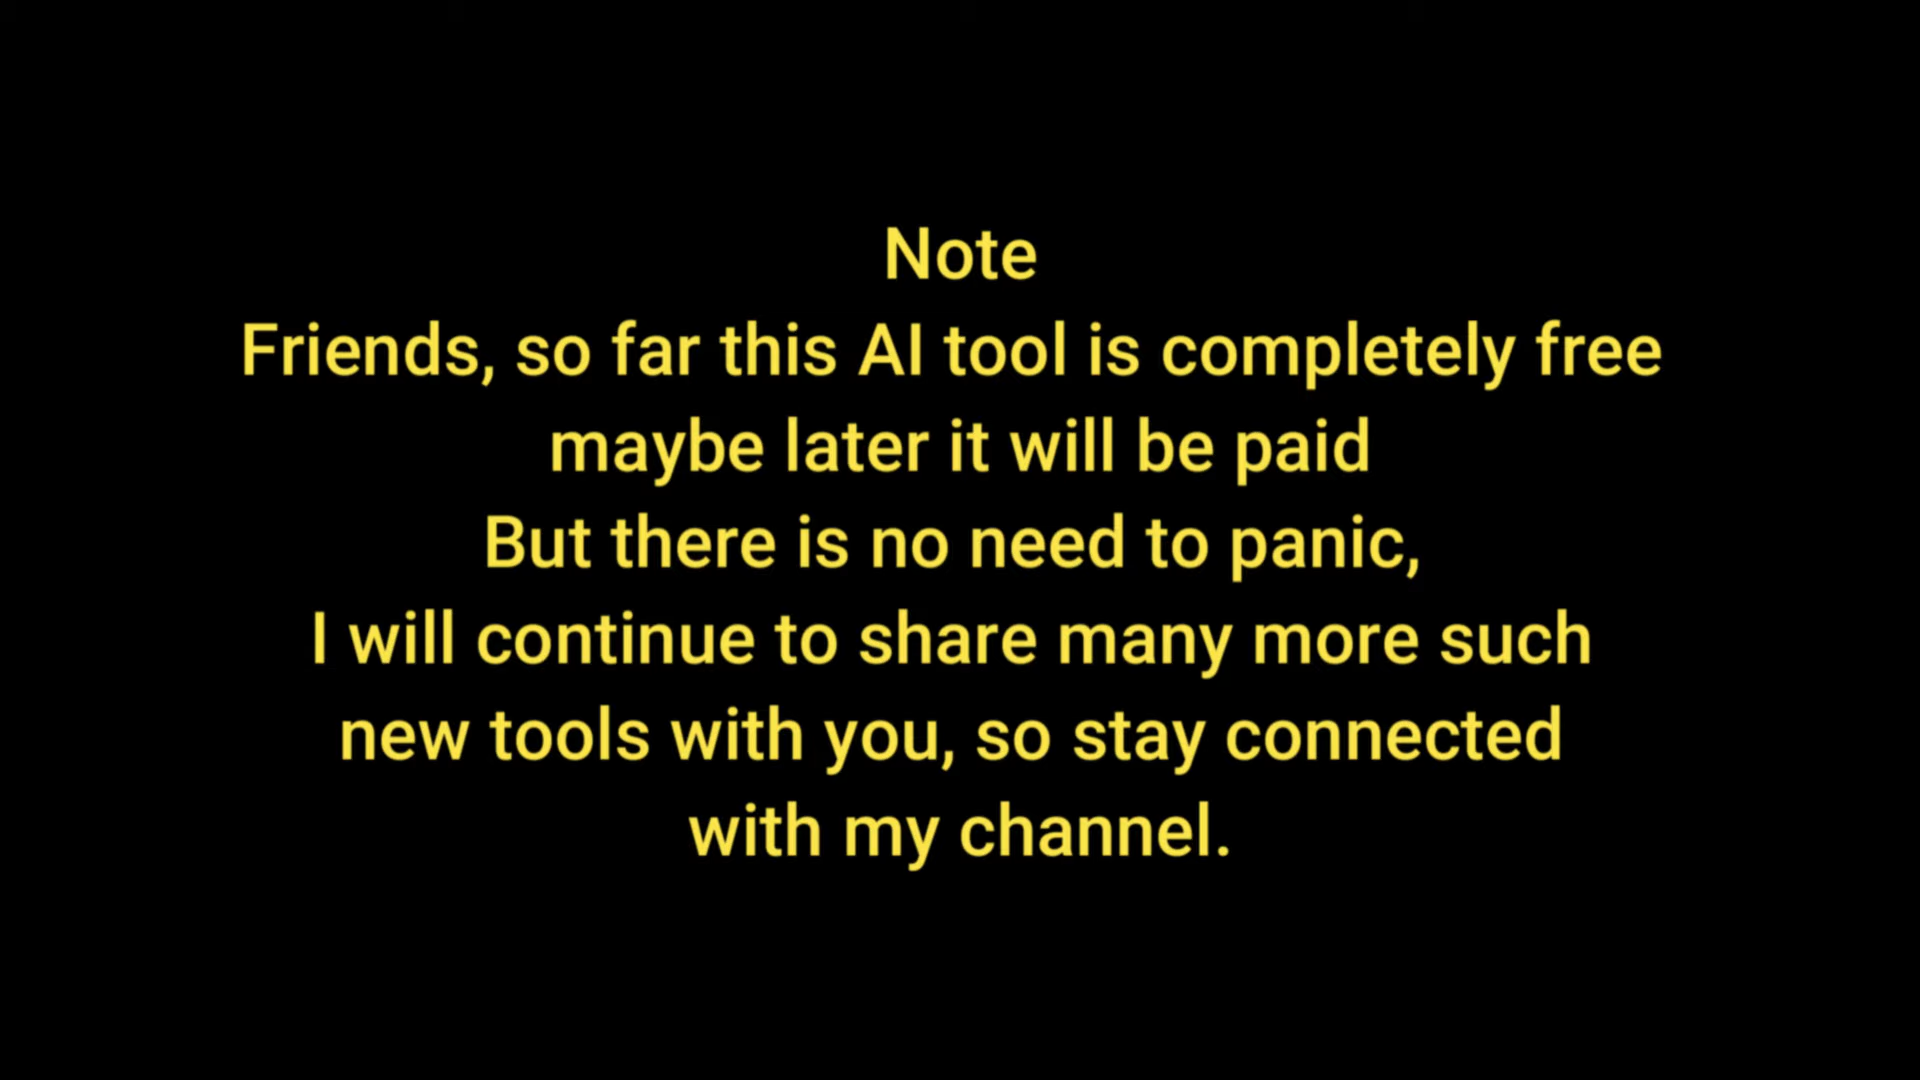 Note
Friends, so far this AI tool is completely free
maybe later it will be paid
But there is no need to panic,
I will continue to share many more such
new tools with you, so stay connected
with my channel.